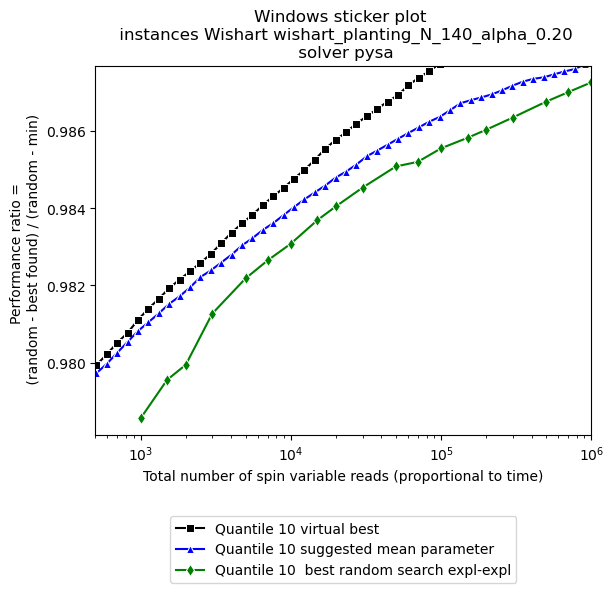 Windows sticker plot
instances Wishart wishart_planting_N_140_alpha_0.20
solver pysa
Performance ratio =
(random - best found) / (random - min)
0.986
0.984
0.982
0.980
10³
10⁴
10⁵
10⁶
Total number of spin variable reads (proportional to time)
Quantile 10 virtual best
Quantile 10 suggested mean parameter
Quantile 10  best random search expl-expl